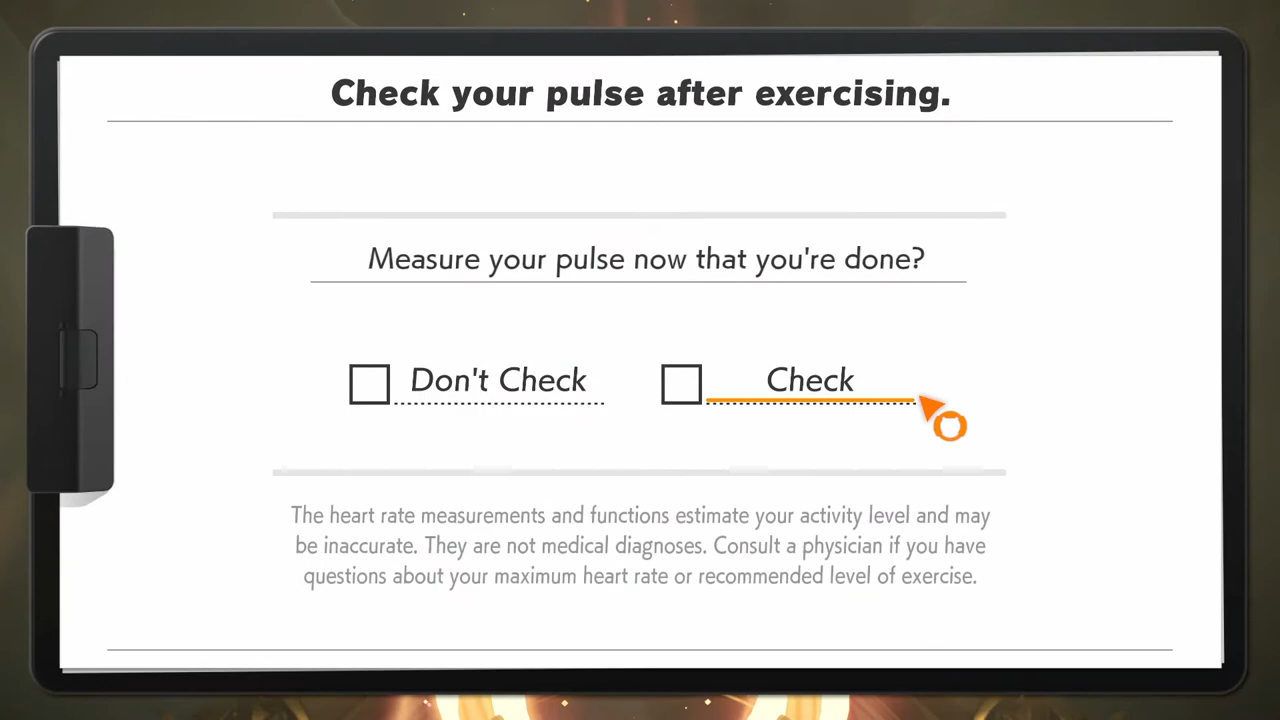 Check your pulse after exercising.
Measure your pulse now that you're done?
Don't Check
Check
The heart rate measurements and functions estimate your activity level and may
be inaccurate. They are not medical diagnoses. Consult a physician if you have
questions about your maximum heart rate or recommended level of exercise.